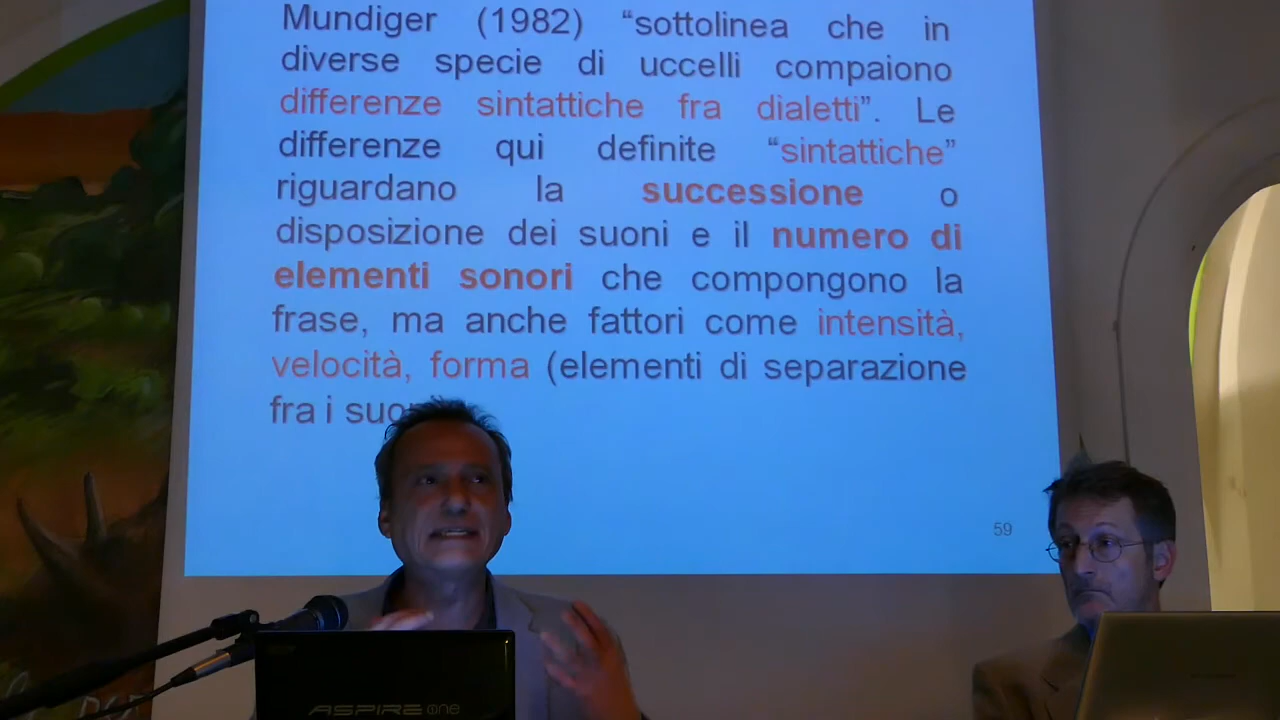 Mundiger (1982) “sottolinea che in
diverse specie di uccelli compaiono
differenze sintattiche fra dialetti”. Le
differenze qui definite “sintattiche”
riguardano la successione o
disposizione dei suoni e il numero di
elementi sonori che compongono la
frase, ma anche fattori come intensità,
velocità, forma (elementi di separazione
fra i
59
ASPIRE one